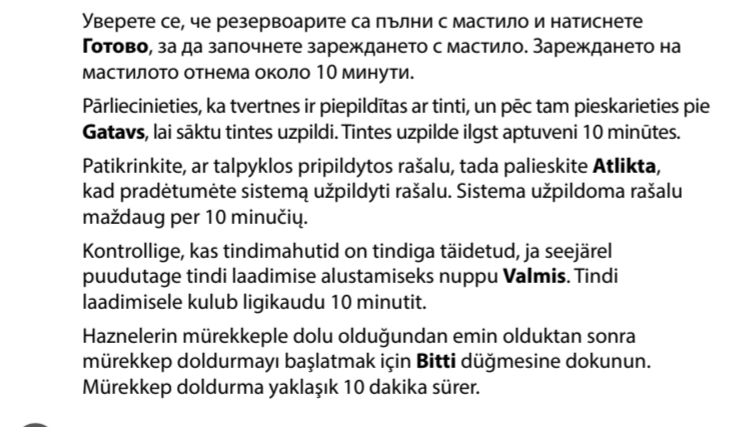 Уверете се, че резервоарите са пълни с мастило и натиснете
Готово, за да започнете зареждането с мастило. Зареждането на
мастилото отнема около 10 минути.
Pārliecinieties, ka tvertnes ir piepildītas ar tinti, un pēc tam pieskarieties pie
Gatavs, lai sāktu tintes uzpildi. Tintes uzpilde ilgst aptuveni 10 minūtes.
Patikrinkite, ar talpyklos pripildytos rašalu, tada palieskite Atlikta,
kad pradėtumėte sistemą užpildyti rašalu. Sistema užpildoma rašalu
maždaug per 10 minučių.
Kontrollige, kas tindimahutid on tindiga täidetud, ja seejärel
puudutage tindi laadimise alustamiseks nuppu Valmis. Tindi
laadimisele kulub ligikaudu 10 minutit.
Haznelerin mürekkeple dolu olduğundan emin olduktan sonra
mürekkep doldurmayı başlatmak için Bitti düğmesine dokunun.
Mürekkep doldurma yaklaşık 10 dakika sürer.